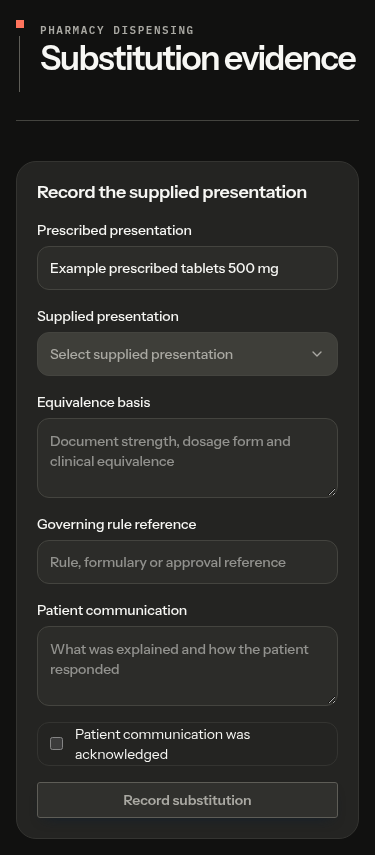 PHARMACY DISPENSING
Substitution evidence
Record the supplied presentation
Prescribed presentation
Example prescribed tablets 500 mg
Supplied presentation
Select supplied presentation
Equivalence basis
Document strength, dosage form and
clinical equivalence
Governing rule reference
Rule, formulary or approval reference
Patient communication
What was explained and how the patient
responded
Patient communication was
acknowledged
Record substitution